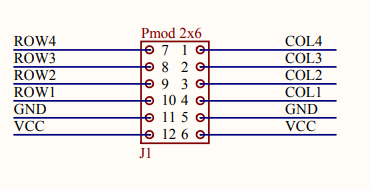 Pmod 2x6
ROW4 7 1 COL4
ROW3 8 2 COL3
ROW2 9 3 COL2
ROW1 10 4 COL1
GND 11 5 GND
VCC 12 6 VCC
J1